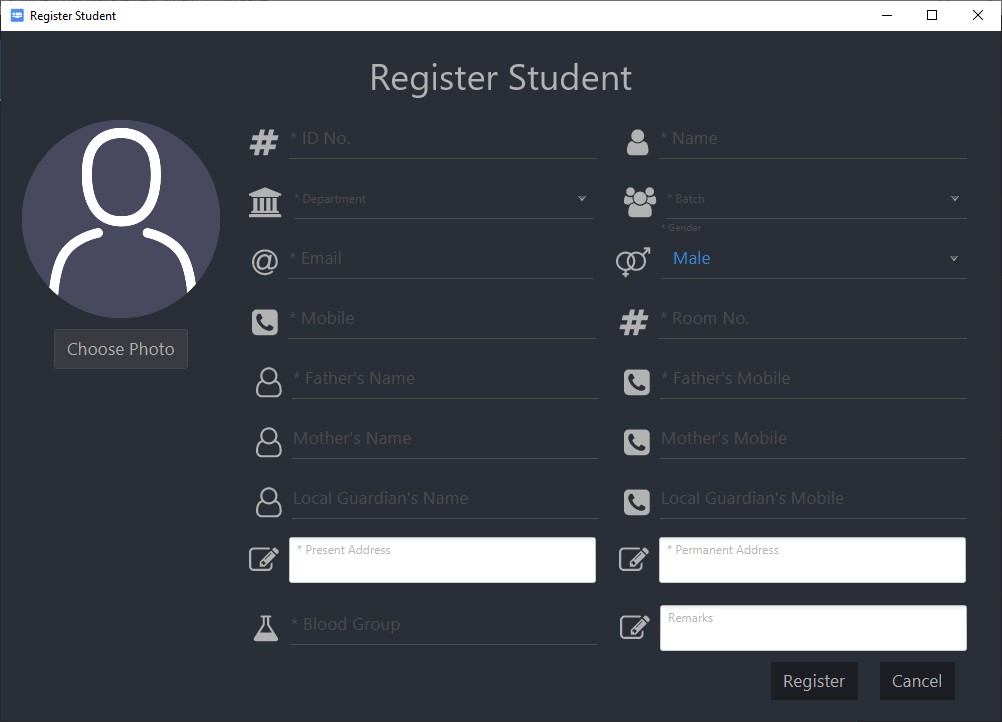 Register Student
Register Student
* ID No.
* Name
* Department
* Batch
* Gender
* Email
Male
* Mobile
* Room No.
* Father's Name
* Father's Mobile
Mother's Name
Mother's Mobile
Local Guardian's Name
Local Guardian's Mobile
* Present Address
* Permanent Address
* Blood Group
Remarks
Choose Photo
Register
Cancel